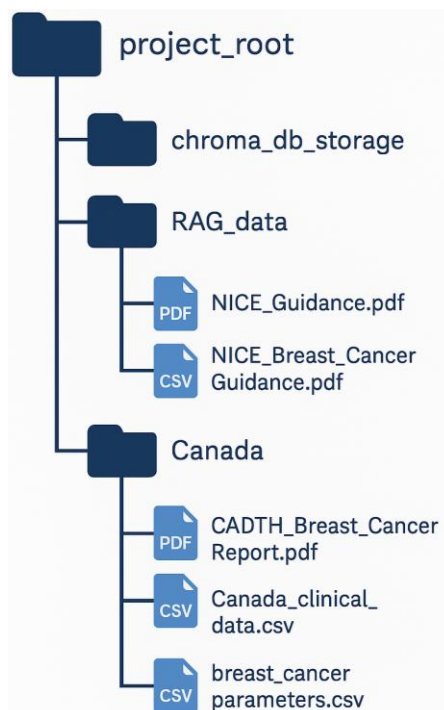 project_root
chroma_db_storage
RAG_data
PDF
NICE_Guidance.pdf
CSV
NICE_Breast_Cancer
Guidance.pdf
Canada
PDF
CADTH_Breast_Cancer
Report.pdf
CSV
Canada_clinical_
data.csv
CSV
breast_cancer
parameters.csv